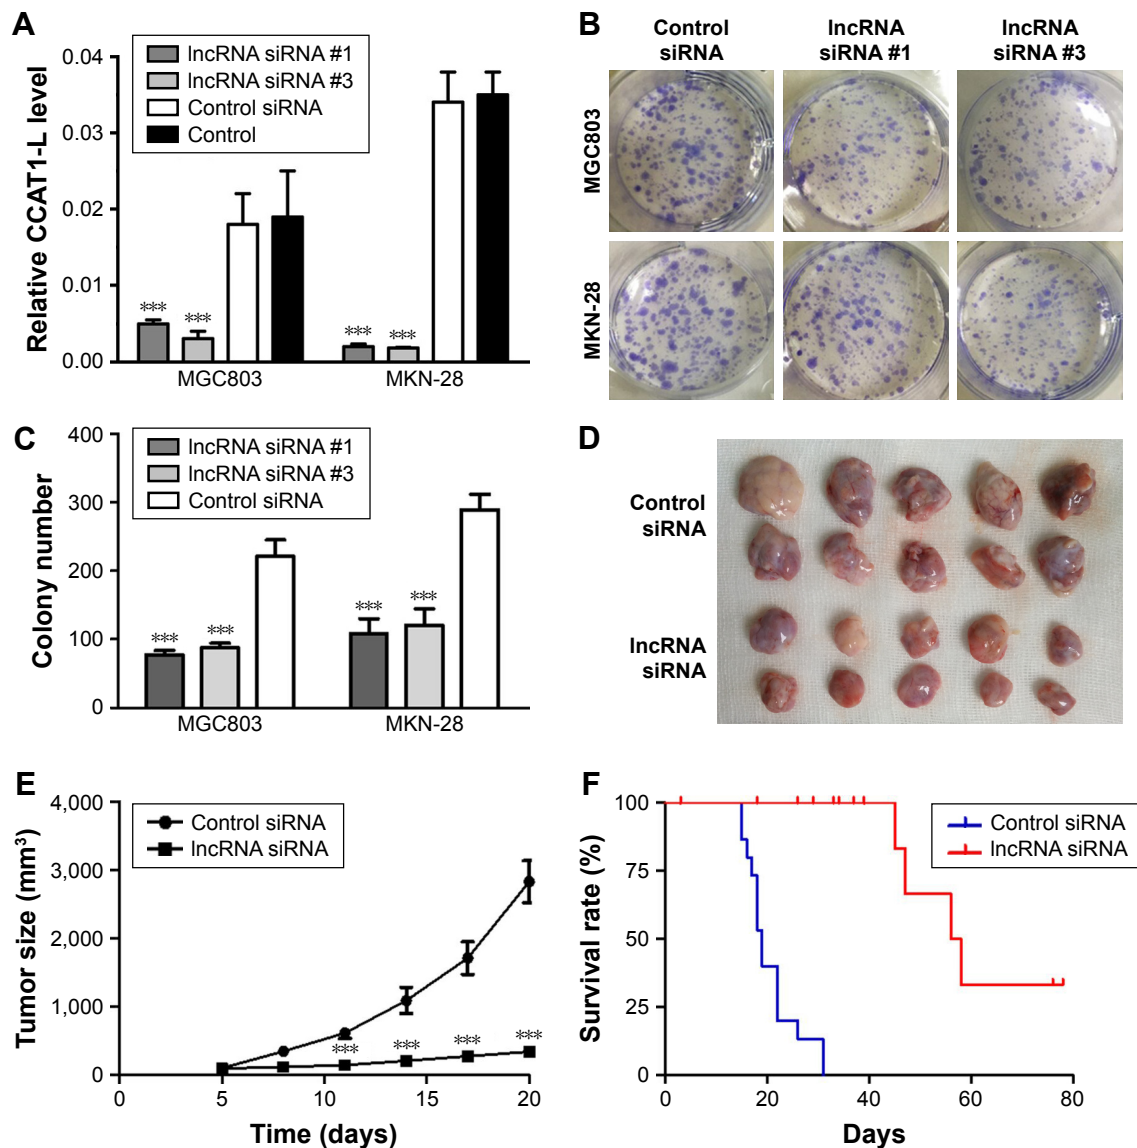 A
Relative CCAT1-L level
0.04
0.03
0.02
0.01
0.00
lncRNA siRNA #1
lncRNA siRNA #3
Control siRNA
Control
***
***
***
***
MGC803
MKN-28
B
Control
siRNA
lncRNA
siRNA #1
lncRNA
siRNA #3
MGC803
MKN-28
C
Colony number
400
300
200
100
0
lncRNA siRNA #1
lncRNA siRNA #3
Control siRNA
***
***
***
***
MGC803
MKN-28
D
Control
siRNA
lncRNA
siRNA
E
Tumor size (mm³)
4,000
3,000
2,000
1,000
0
Control siRNA
lncRNA siRNA
***
***
***
***
0
5
10
15
20
Time (days)
F
Survival rate (%)
100
75
50
25
0
Control siRNA
lncRNA siRNA
0
20
40
60
80
Days